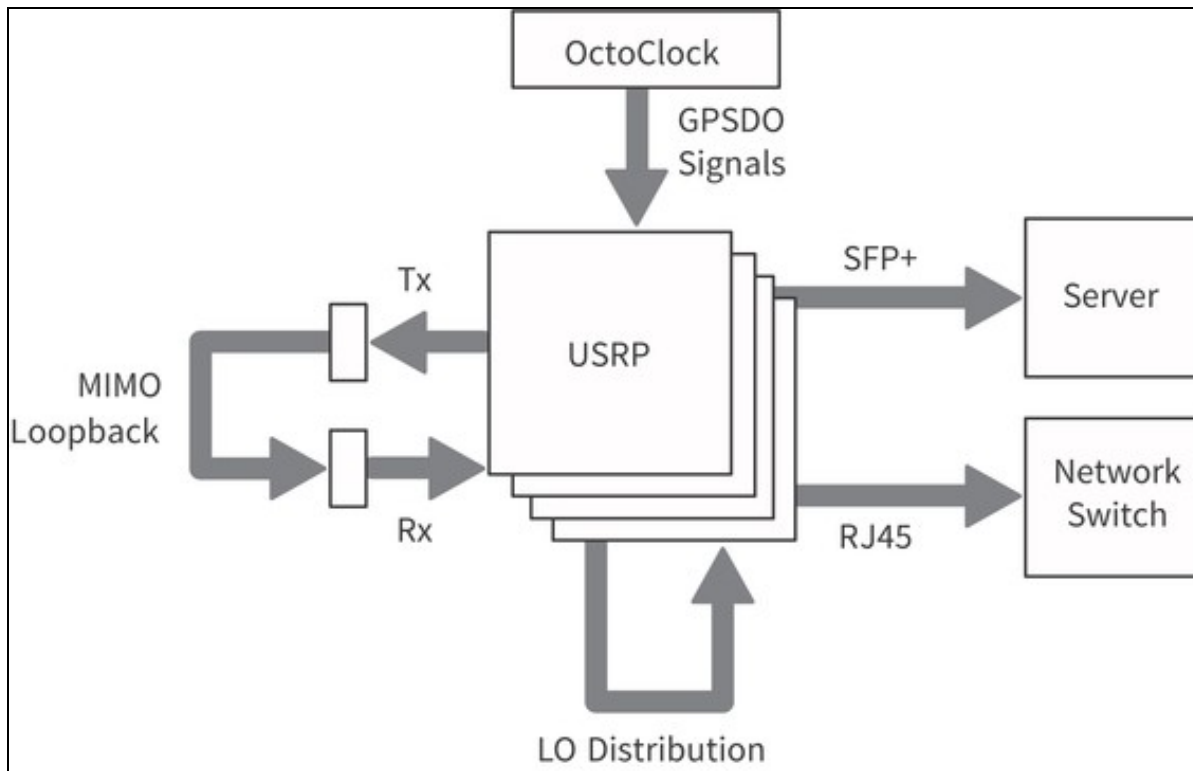 OctoClock
GPSDO
Signals
Tx
SFP+
Server
USRP
MIMO
Loopback
Network
Switch
Rx
RJ45
LO Distribution